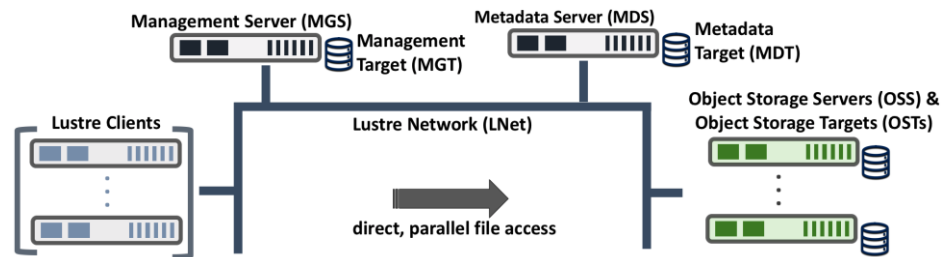 Management Server (MGS)
Management
Target (MGT)
Metadata Server (MDS)
Metadata
Target (MDT)
Lustre Clients
Lustre Network (LNet)
Object Storage Servers (OSS) &
Object Storage Targets (OSTs)
direct, parallel file access